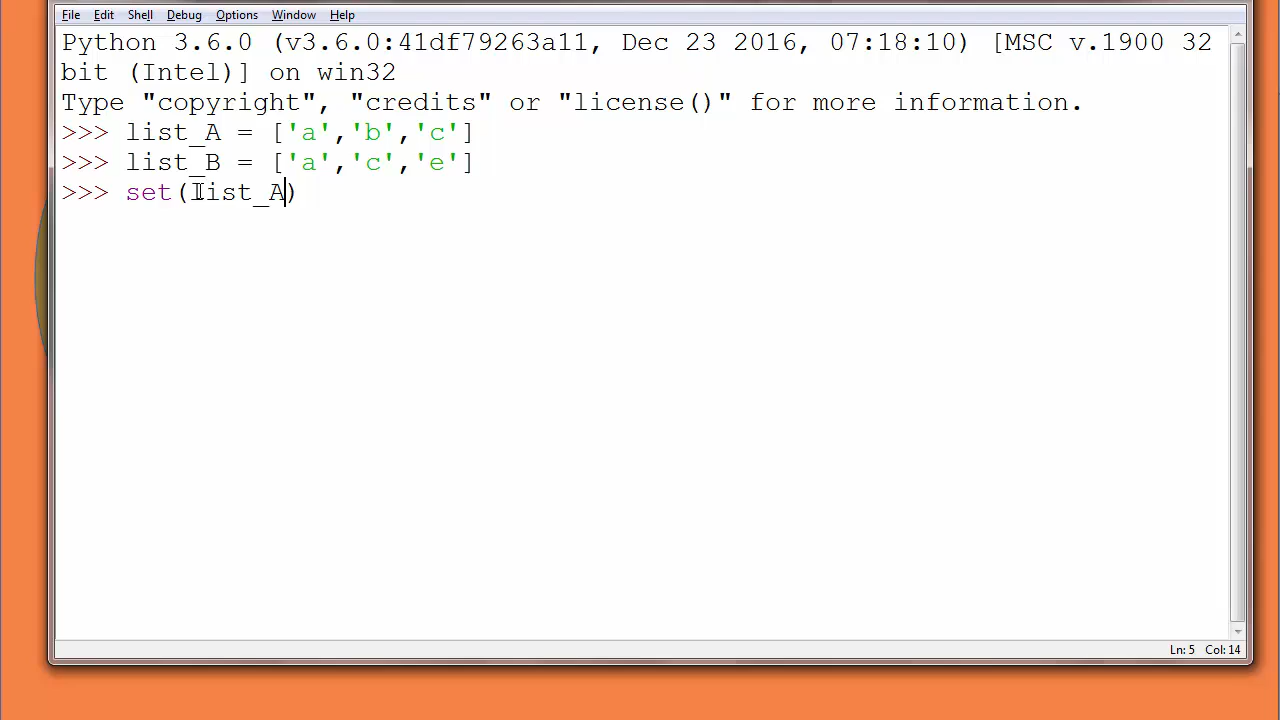 File Edit Shell Debug Options Window Help
Python 3.6.0 (v3.6.0:41df79263a11, Dec 23 2016, 07:18:10) [MSC v.1900 32
bit (Intel)] on win32
Type "copyright", "credits" or "license()" for more information.
>>> list_A = ['a','b','c']
>>> list_B = ['a','c','e']
>>> set(list_A)
Ln: 5 Col: 14